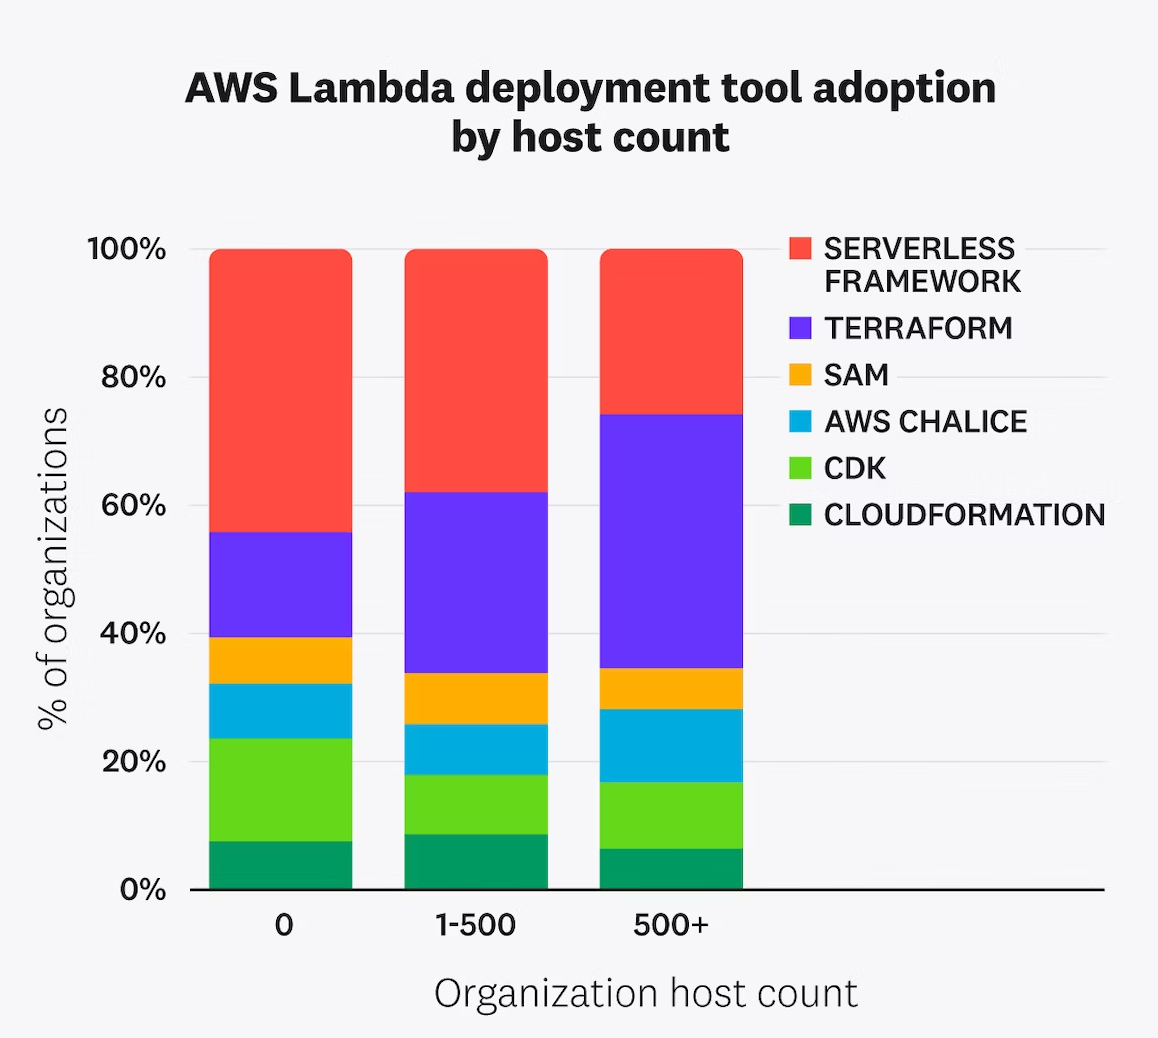 AWS Lambda deployment tool adoption
by host count
% of organizations
100%
80%
60%
40%
20%
0%
0
1-500
500+
Organization host count
SERVERLESS
FRAMEWORK
TERRAFORM
SAM
AWS CHALICE
CDK
CLOUDFORMATION